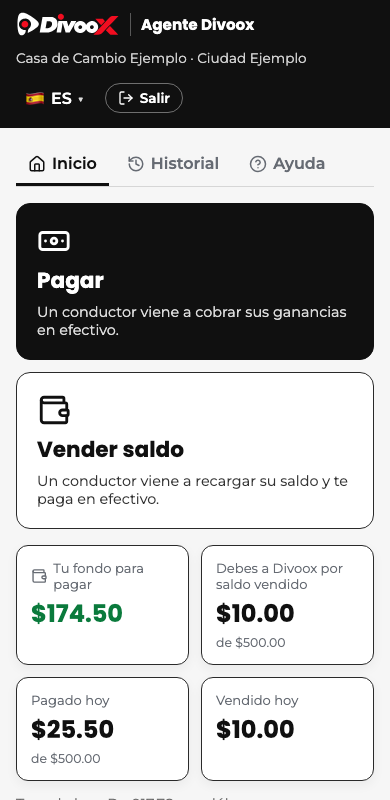 DivooX Agente Divoox
Casa de Cambio Ejemplo · Ciudad Ejemplo
ES ▾ Salir
Inicio Historial Ayuda
Pagar
Un conductor viene a cobrar sus ganancias
en efectivo.
Vender saldo
Un conductor viene a recargar su saldo y te
paga en efectivo.
Tu fondo para
pagar
$174.50
Debes a Divoox por
saldo vendido
$10.00
de $500.00
Pagado hoy
$25.50
de $500.00
Vendido hoy
$10.00